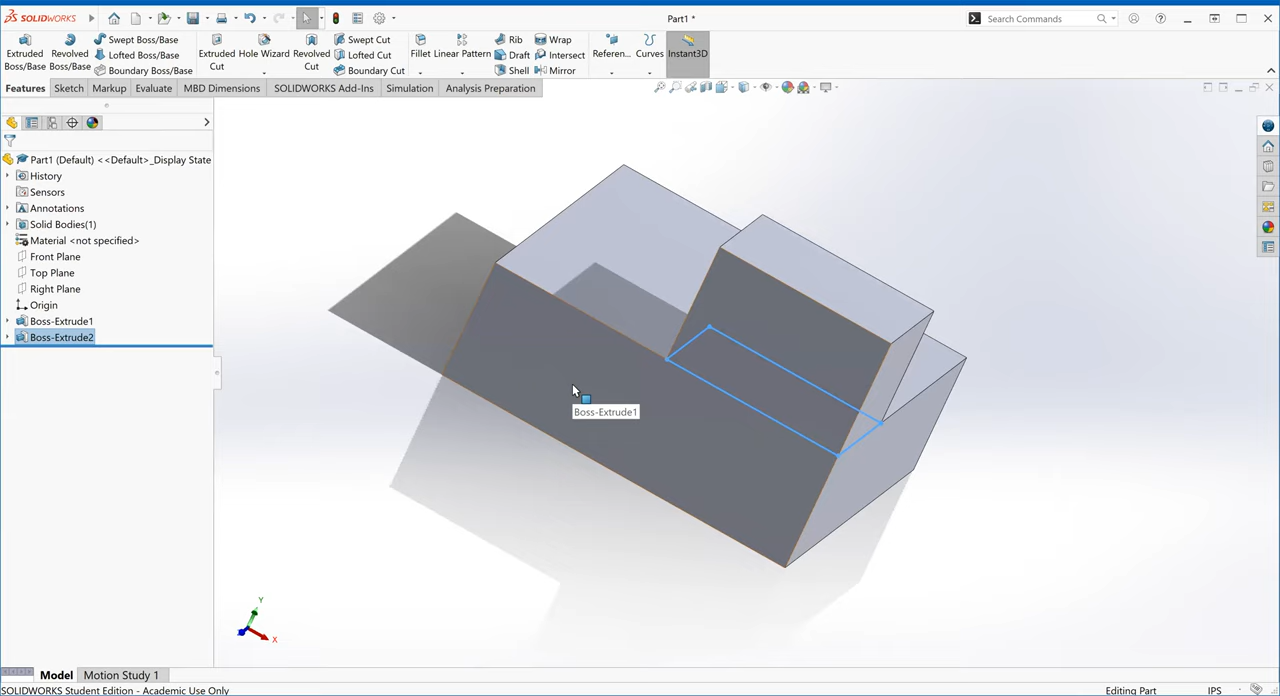 SOLIDWORKS
Part1 *
Search Commands
Extruded Boss/Base
Revolved Boss/Base
Swept Boss/Base
Lofted Boss/Base
Boundary Boss/Base
Extruded Cut
Hole Wizard
Revolved Cut
Swept Cut
Lofted Cut
Boundary Cut
Fillet
Linear Pattern
Rib
Draft
Shell
Wrap
Intersect
Mirror
Referen...
Curves
Instant3D
Features
Sketch
Markup
Evaluate
MBD Dimensions
SOLIDWORKS Add-Ins
Simulation
Analysis Preparation
Part1 (Default) <<Default>_Display State
History
Sensors
Annotations
Solid Bodies(1)
Material <not specified>
Front Plane
Top Plane
Right Plane
Origin
Boss-Extrude1
Boss-Extrude2
Boss-Extrude1
Y
X
Model
Motion Study 1
SOLIDWORKS Student Edition - Academic Use Only
Editing Part
IPS